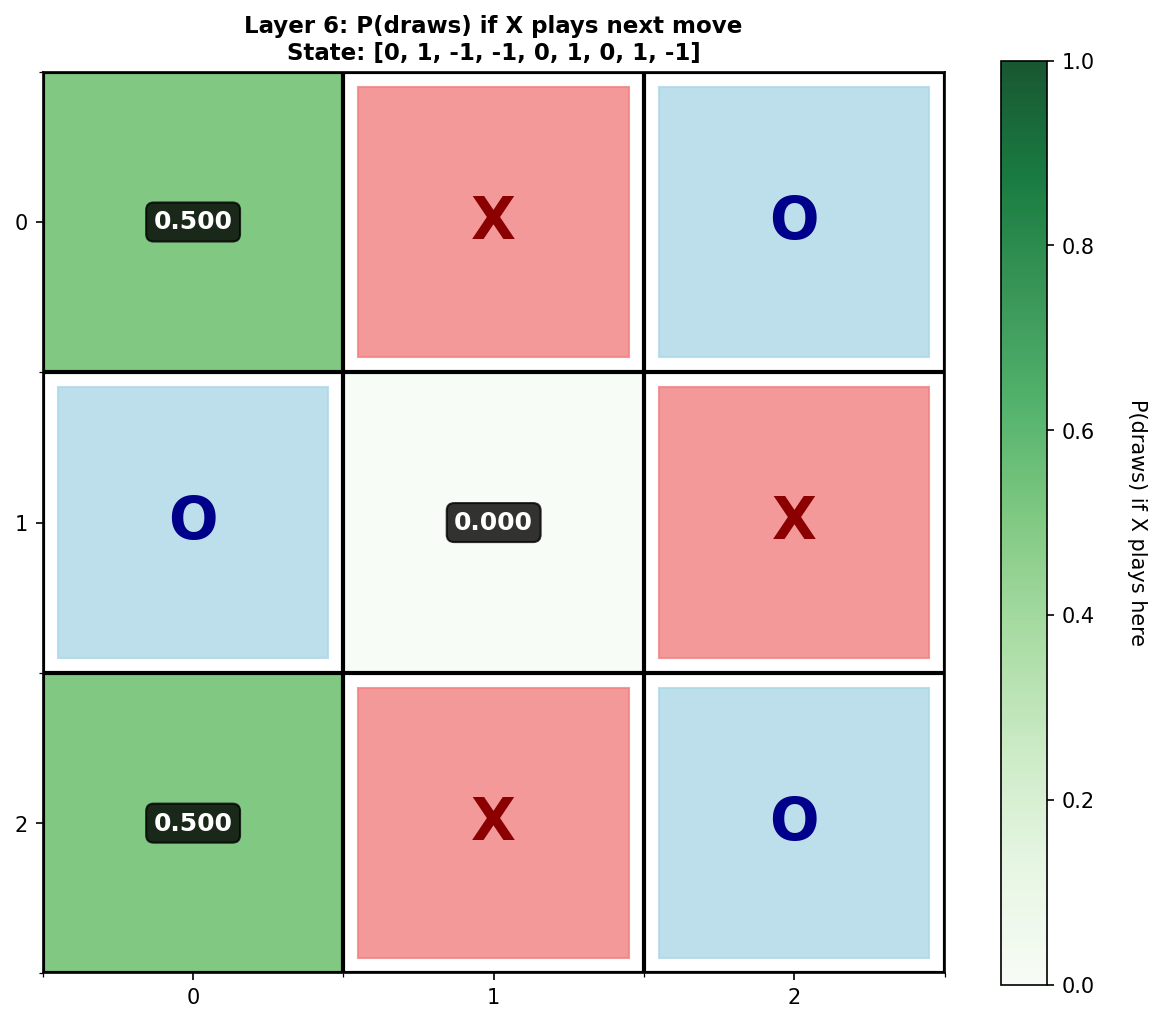 Layer 6: P(draws) if X plays next move
State: [0, 1, -1, -1, 0, 1, 0, 1, -1]
0
0.500
X
O
1
O
0.000
X
2
0.500
X
O
0
1
2
1.0
0.8
0.6
0.4
0.2
0.0
P(draws) if X plays here